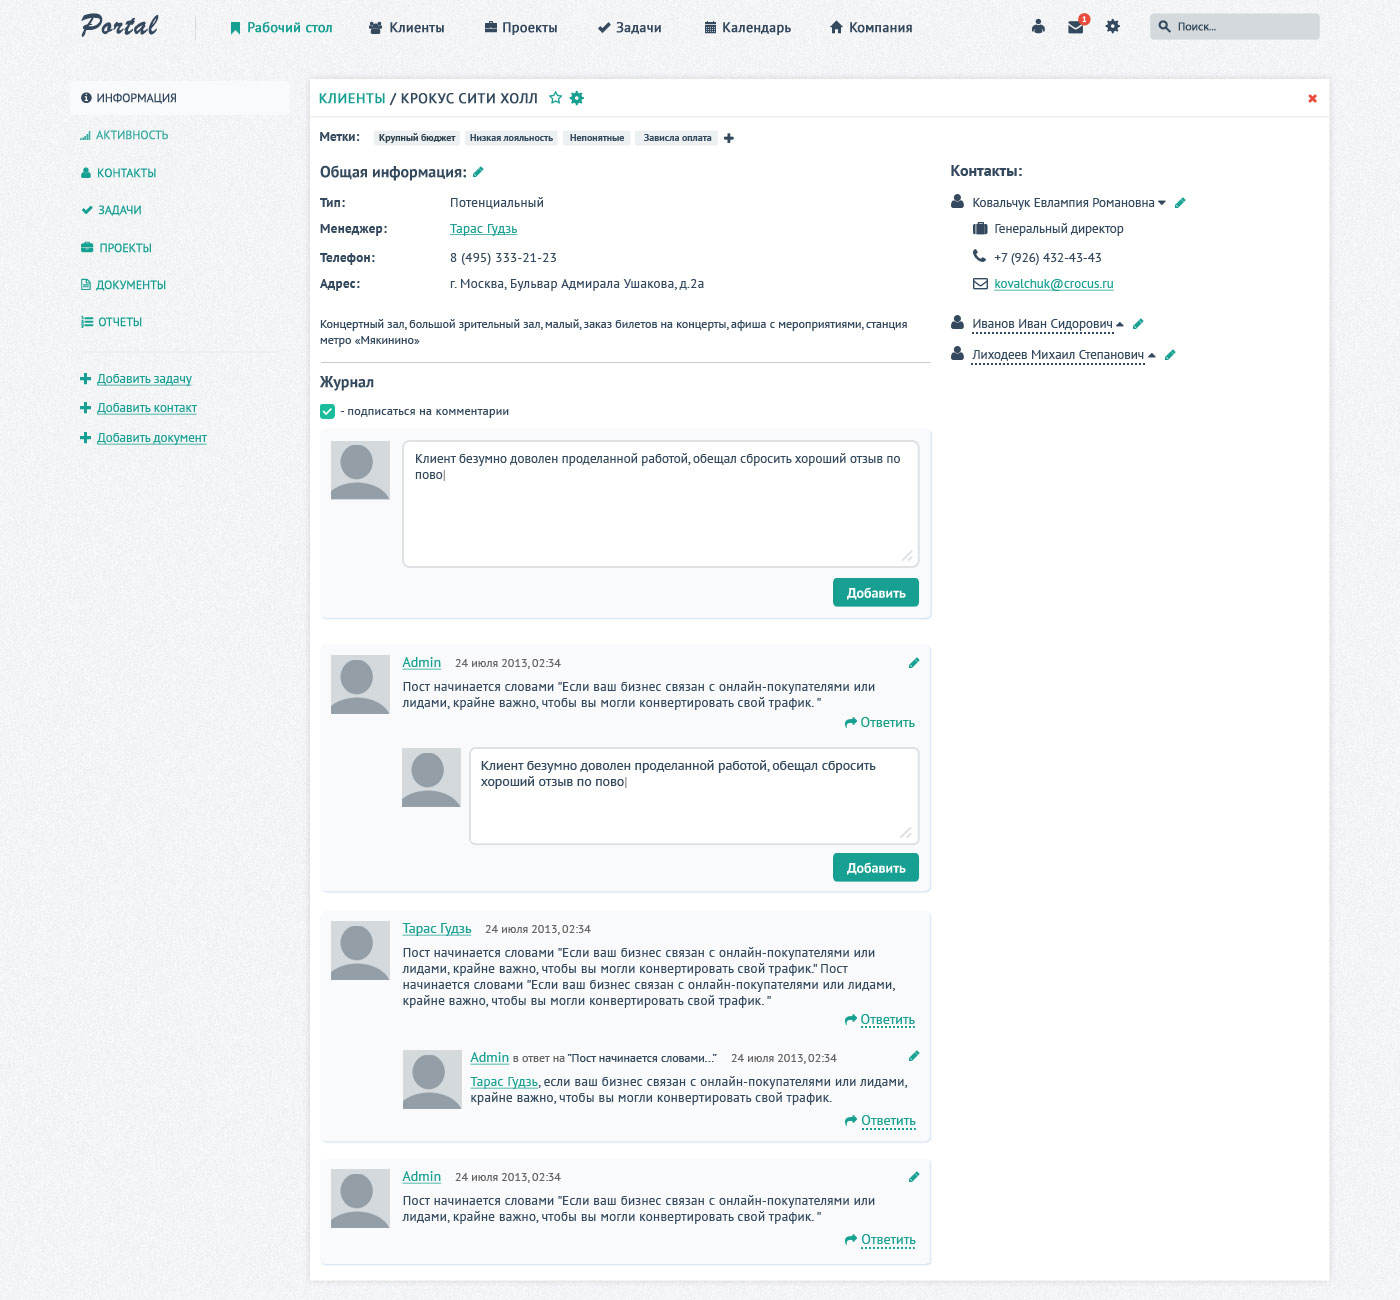 Portal
Рабочий стол
Клиенты
Проекты
Задачи
Календарь
Компания
1
Поиск...
ИНФОРМАЦИЯ
АКТИВНОСТЬ
КОНТАКТЫ
ЗАДАЧИ
ПРОЕКТЫ
ДОКУМЕНТЫ
ОТЧЕТЫ
Добавить задачу
Добавить контакт
Добавить документ
КЛИЕНТЫ / КРОКУС СИТИ ХОЛЛ
Метки: Крупный бюджет Низкая лояльность Непонятные Зависла оплата
Общая информация:
Тип: Потенциальный
Менеджер: Тарас Гудзь
Телефон: 8 (495) 333-21-23
Адрес: г. Москва, Бульвар Адмирала Ушакова, д.2а
Концертный зал, большой зрительный зал, малый, заказ билетов на концерты, афиша с мероприятиями, станция
метро «Мякинино»
Контакты:
Ковальчук Евлампия Романовна
Генеральный директор
+7 (926) 432-43-43
kovalchuk@crocus.ru
Иванов Иван Сидорович
Лиходеев Михаил Степанович
Журнал
- подписаться на комментарии
Клиент безумно доволен проделанной работой, обещал сбросить хороший отзыв по
пово
Добавить
Admin 24 июля 2013, 02:34
Пост начинается словами "Если ваш бизнес связан с онлайн-покупателями или
лидами, крайне важно, чтобы вы могли конвертировать свой трафик. "
Ответить
Клиент безумно доволен проделанной работой, обещал сбросить
хороший отзыв по пово
Добавить
Тарас Гудзь 24 июля 2013, 02:34
Пост начинается словами "Если ваш бизнес связан с онлайн-покупателями или
лидами, крайне важно, чтобы вы могли конвертировать свой трафик." Пост
начинается словами "Если ваш бизнес связан с онлайн-покупателями или лидами,
крайне важно, чтобы вы могли конвертировать свой трафик. "
Ответить
Admin в ответ на "Пост начинается словами..." 24 июля 2013, 02:34
Тарас Гудзь, если ваш бизнес связан с онлайн-покупателями или лидами,
крайне важно, чтобы вы могли конвертировать свой трафик.
Ответить
Admin 24 июля 2013, 02:34
Пост начинается словами "Если ваш бизнес связан с онлайн-покупателями или
лидами, крайне важно, чтобы вы могли конвертировать свой трафик. "
Ответить